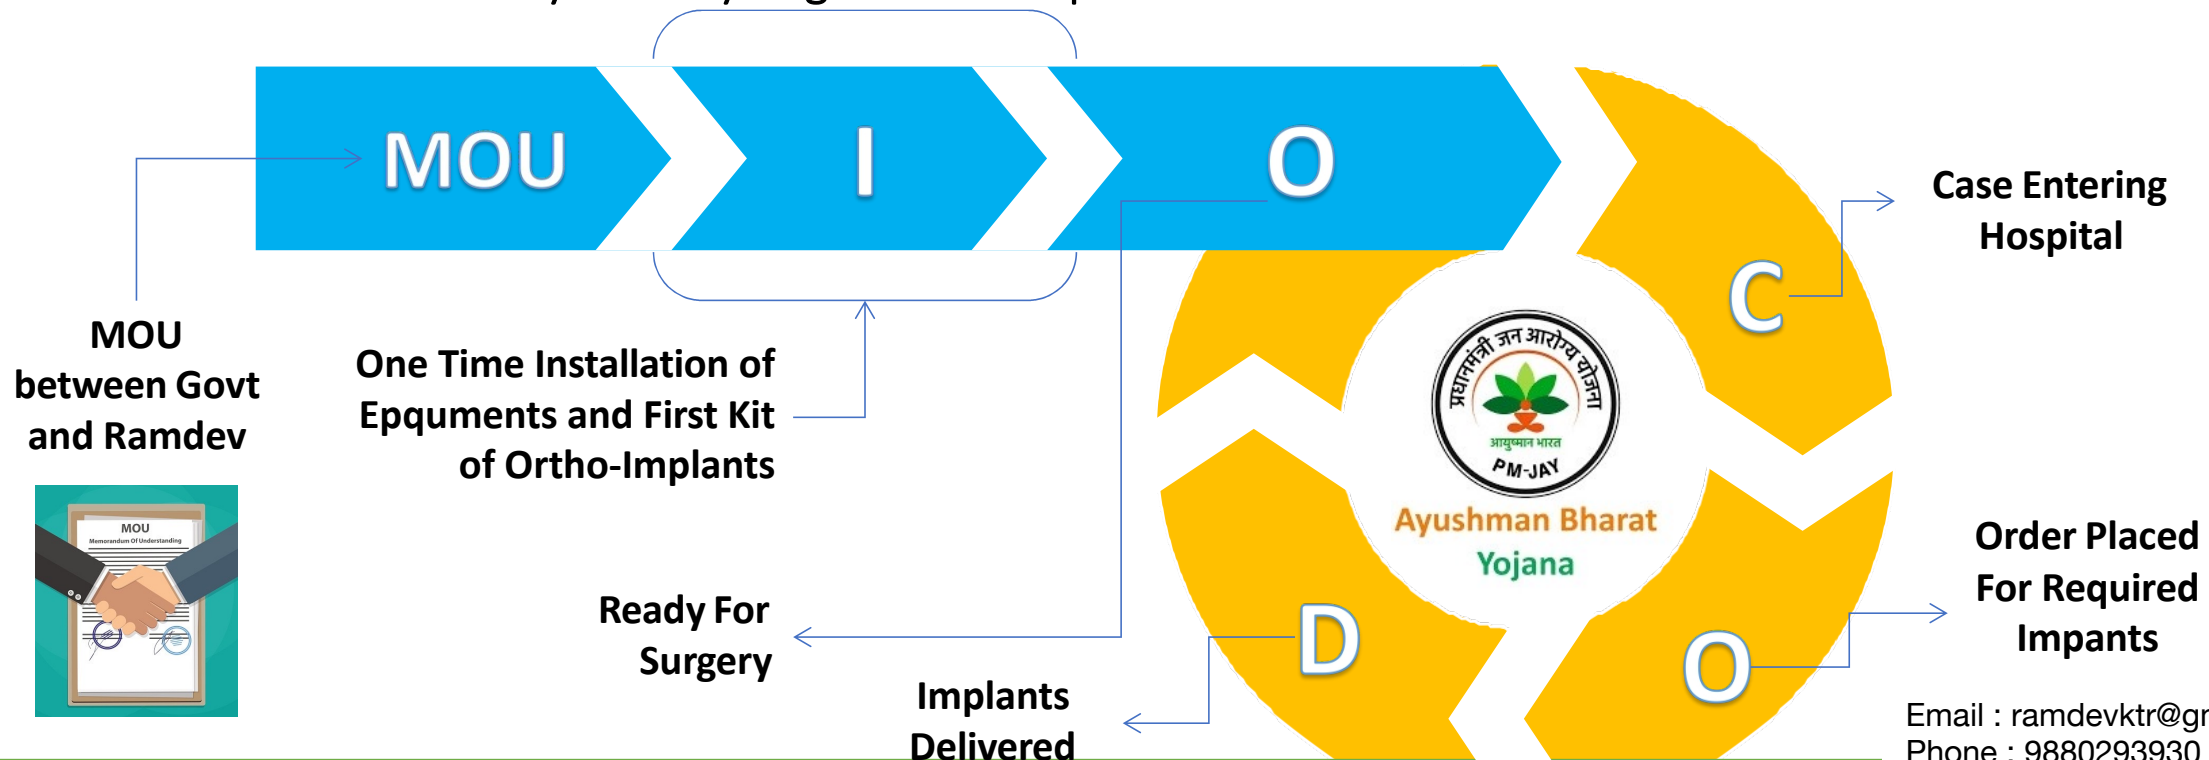 MOU
I
O
C
Case Entering
Hospital
MOU
between Govt
and Ramdev
One Time Installation of
Epquments and First Kit
of Ortho-Implants
प्रधानमंत्री जन आरोग्य योजना
आयुष्मान भारत
PM-JAY
Ayushman Bharat
Yojana
MOU
Memorandum Of Understanding
Order Placed
For Required
Impants
Ready For
Surgery
D
O
Implants
Delivered
Email : ramdevktr@gm
Phone : 9880293930